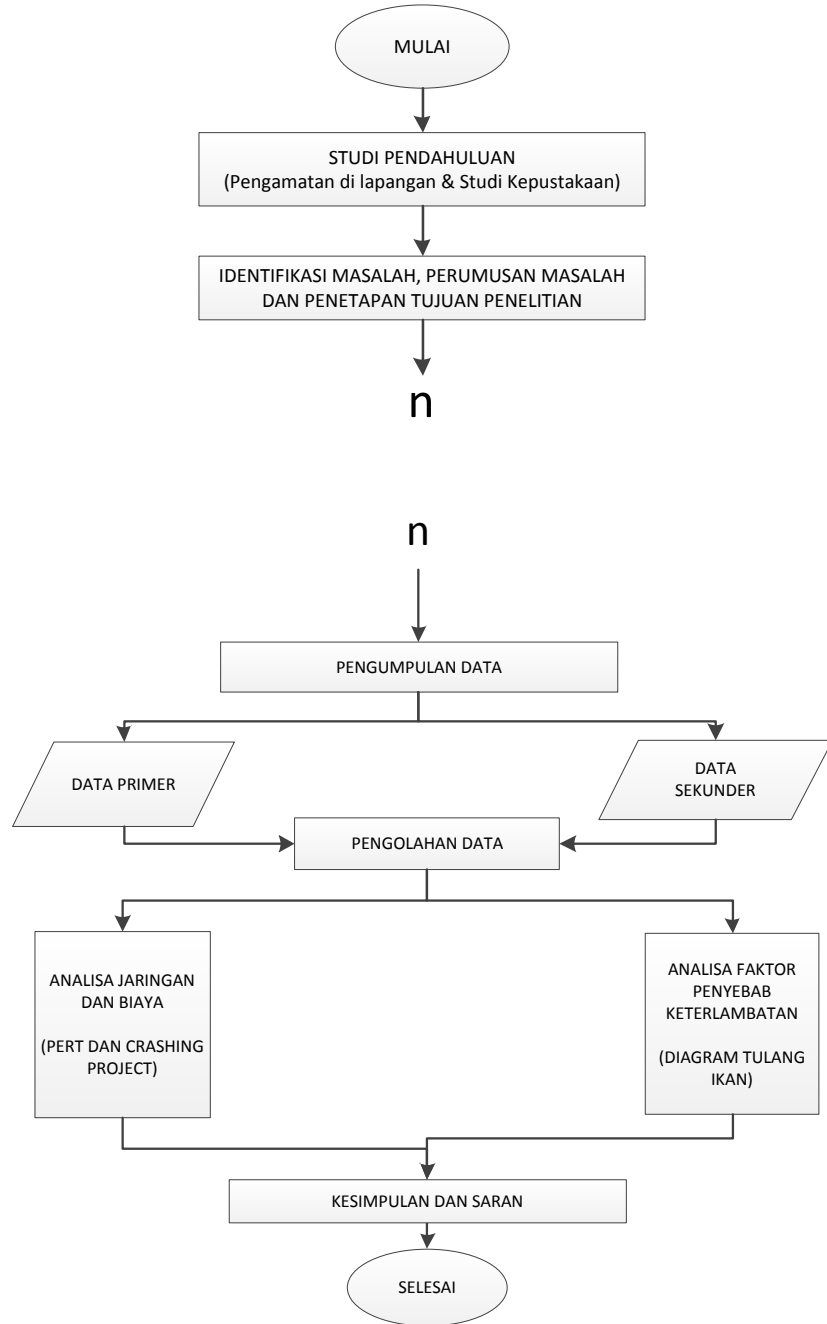 MULAI
STUDI PENDAHULUAN
(Pengamatan di lapangan & Studi Kepustakaan)
IDENTIFIKASI MASALAH, PERUMUSAN MASALAH
DAN PENETAPAN TUJUAN PENELITIAN
n
n
PENGUMPULAN DATA
DATA PRIMER
DATA
SEKUNDER
PENGOLAHAN DATA
ANALISA JARINGAN
DAN BIAYA
(PERT DAN CRASHING
PROJECT)
ANALISA FAKTOR
PENYEBAB
KETERLAMBATAN
(DIAGRAM TULANG
IKAN)
KESIMPULAN DAN SARAN
SELESAI